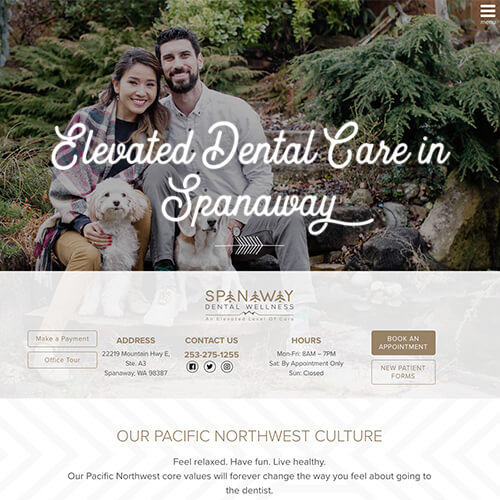 menu
Elevated Dental Care in
Spanaway
SPANAWAY
DENTAL WELLNESS
An Elevated Level Of Care
Make a Payment
Office Tour
ADDRESS
22219 Mountain Hwy E,
Ste. A3
Spanaway, WA 98387
CONTACT US
253-275-1255
HOURS
Mon-Fri: 8AM – 7PM
Sat: By Appointment Only
Sun: Closed
BOOK AN
APPOINTMENT
NEW PATIENT
FORMS
OUR PACIFIC NORTHWEST CULTURE
Feel relaxed. Have fun. Live healthy.
Our Pacific Northwest core values will forever change the way you feel about going to
the dentist.